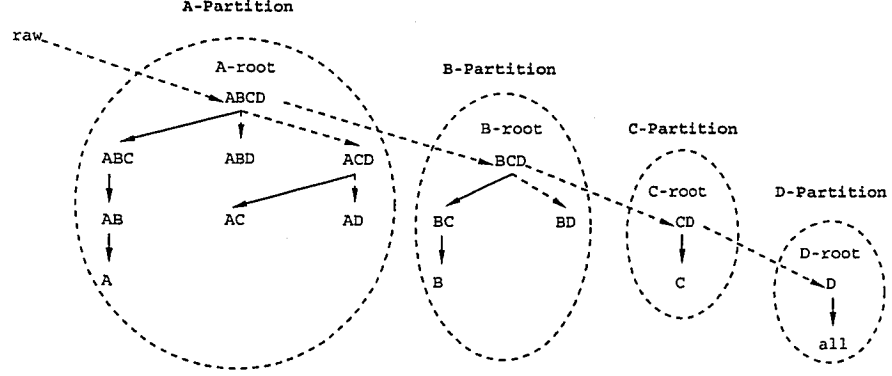 A-Partition
raw
A-root
ABCD
ABC ABD ACD
AB AC AD
A
B-Partition
B-root
BCD
BC BD
B
C-Partition
C-root
CD
C
D-Partition
D-root
D
all